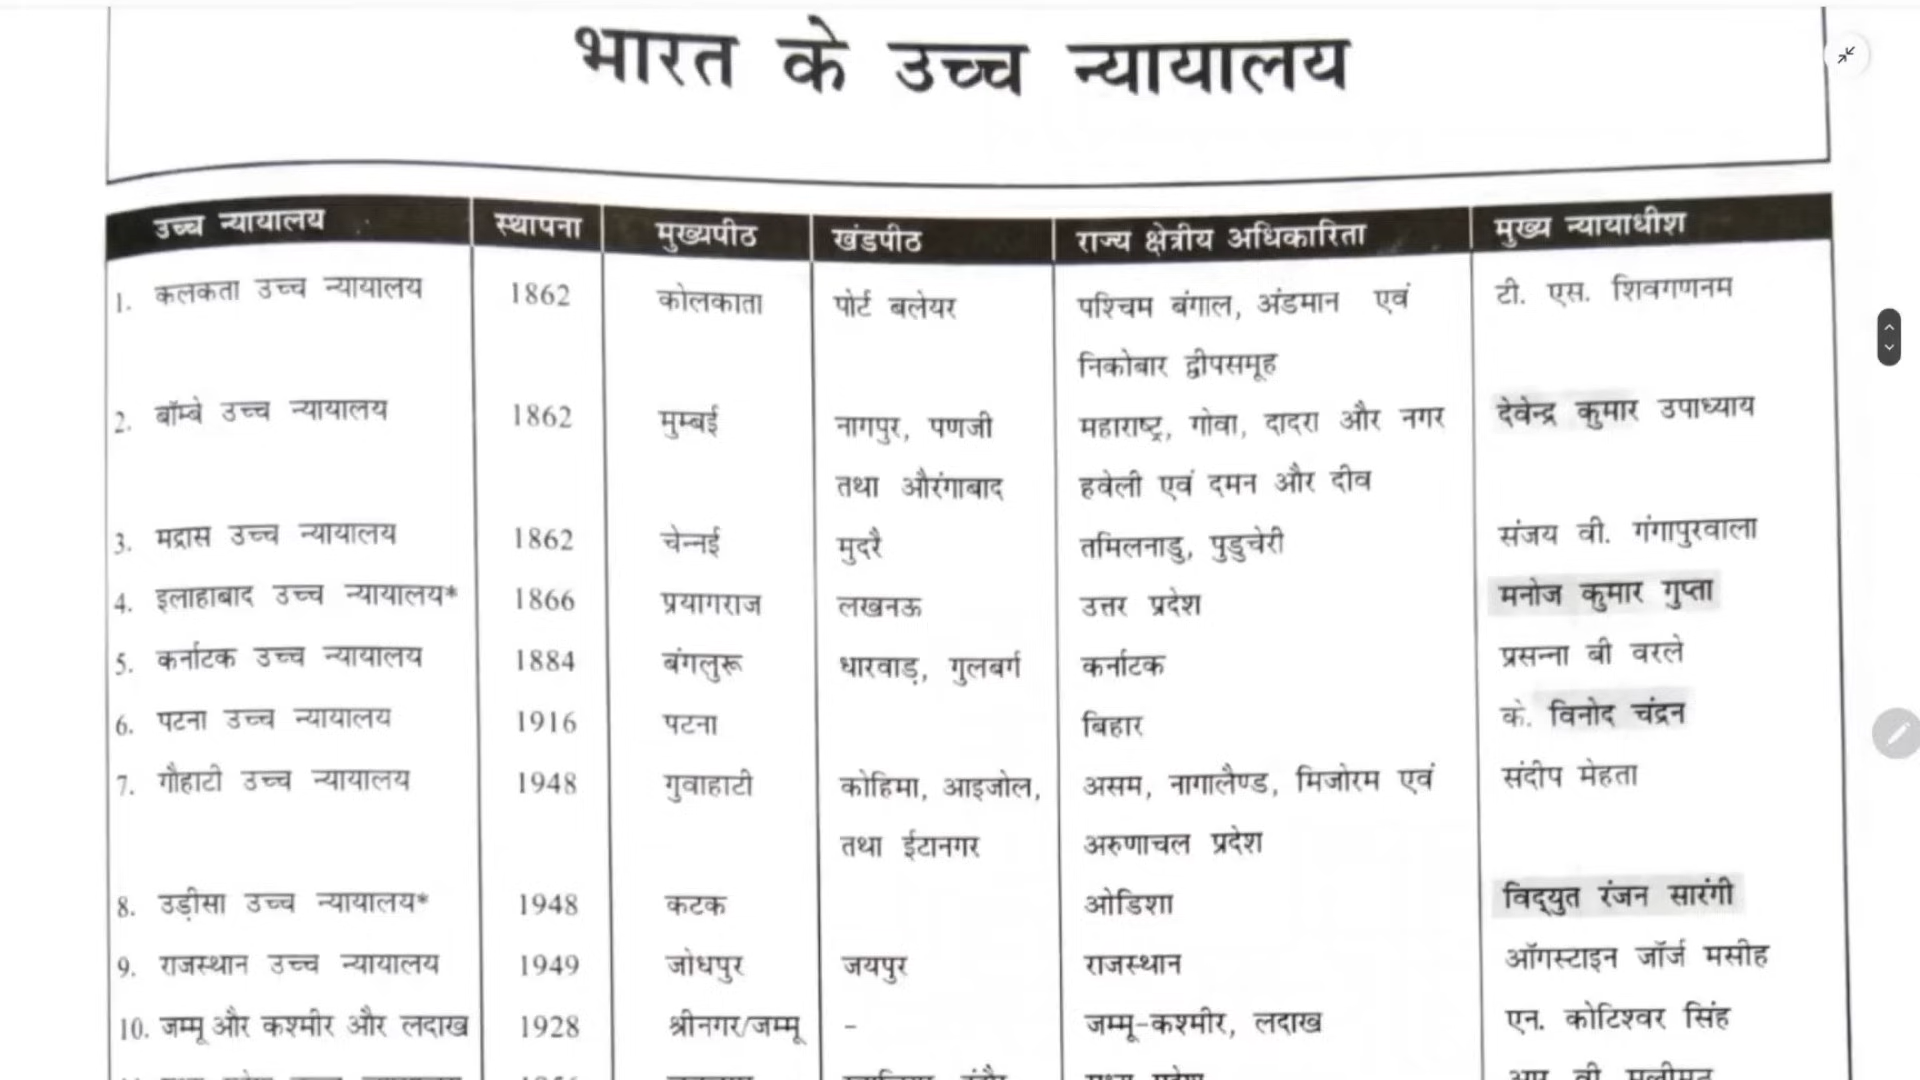 भारत के उच्च न्यायालय
उच्च न्यायालय स्थापना मुख्यपीठ खंडपीठ राज्य क्षेत्रीय अधिकारिता मुख्य न्यायाधीश
1. कलकता उच्च न्यायालय 1862 कोलकाता पोर्ट बलेयर पश्चिम बंगाल, अंडमान एवं टी. एस. शिवगणनम
निकोबार द्वीपसमूह
2. बॉम्बे उच्च न्यायालय 1862 मुम्बई नागपुर, पणजी महाराष्ट्र, गोवा, दादरा और नगर देवेन्द्र कुमार उपाध्याय
तथा औरंगाबाद हवेली एवं दमन और दीव
3. मद्रास उच्च न्यायालय 1862 चेन्नई मुदरै तमिलनाडु, पुडुचेरी संजय वी. गंगापुरवाला
4. इलाहाबाद उच्च न्यायालय* 1866 प्रयागराज लखनऊ उत्तर प्रदेश मनोज कुमार गुप्ता
5. कर्नाटक उच्च न्यायालय 1884 बंगलुरू धारवाड़, गुलबर्ग कर्नाटक प्रसन्ना बी वरले
6. पटना उच्च न्यायालय 1916 पटना बिहार के. विनोद चंद्रन
7. गौहाटी उच्च न्यायालय 1948 गुवाहाटी कोहिमा, आइजोल, असम, नागालैण्ड, मिजोरम एवं संदीप मेहता
तथा ईटानगर अरुणाचल प्रदेश
8. उड़ीसा उच्च न्यायालय* 1948 कटक ओडिशा विद्युत रंजन सारंगी
9. राजस्थान उच्च न्यायालय 1949 जोधपुर जयपुर राजस्थान ऑगस्टाइन जॉर्ज मसीह
10. जम्मू और कश्मीर और लदाख 1928 श्रीनगर/जम्मू - जम्मू-कश्मीर, लदाख एन. कोटिश्वर सिंह